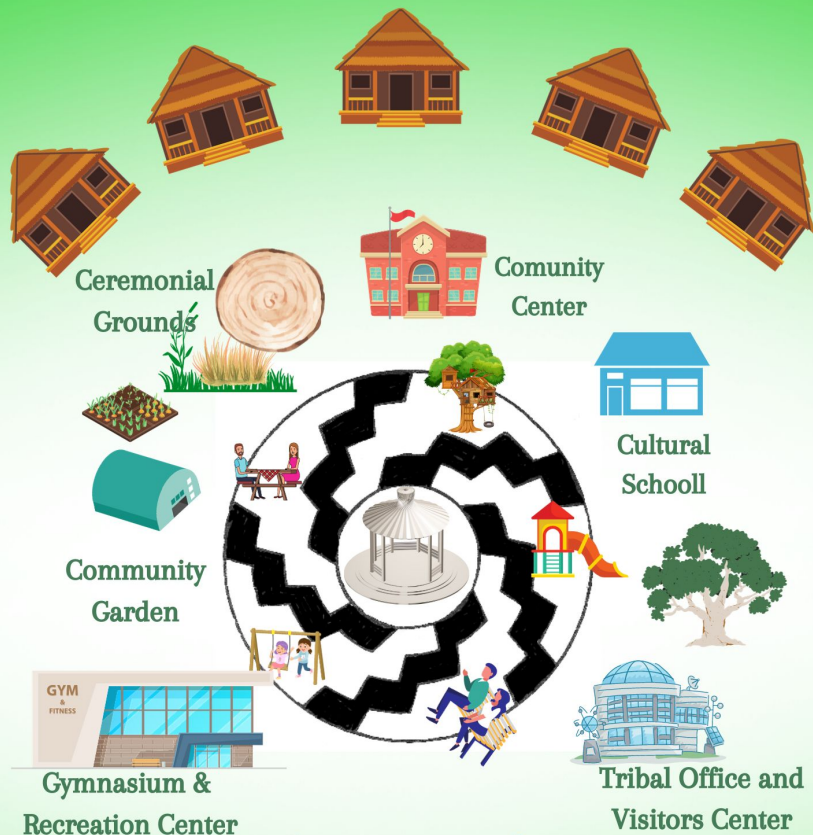 Ceremonial
Grounds
Comunity
Center
Cultural
Schooll
Community
Garden
GYM
&
FITNESS
Gymnasium &
Recreation Center
Tribal Office and
Visitors Center